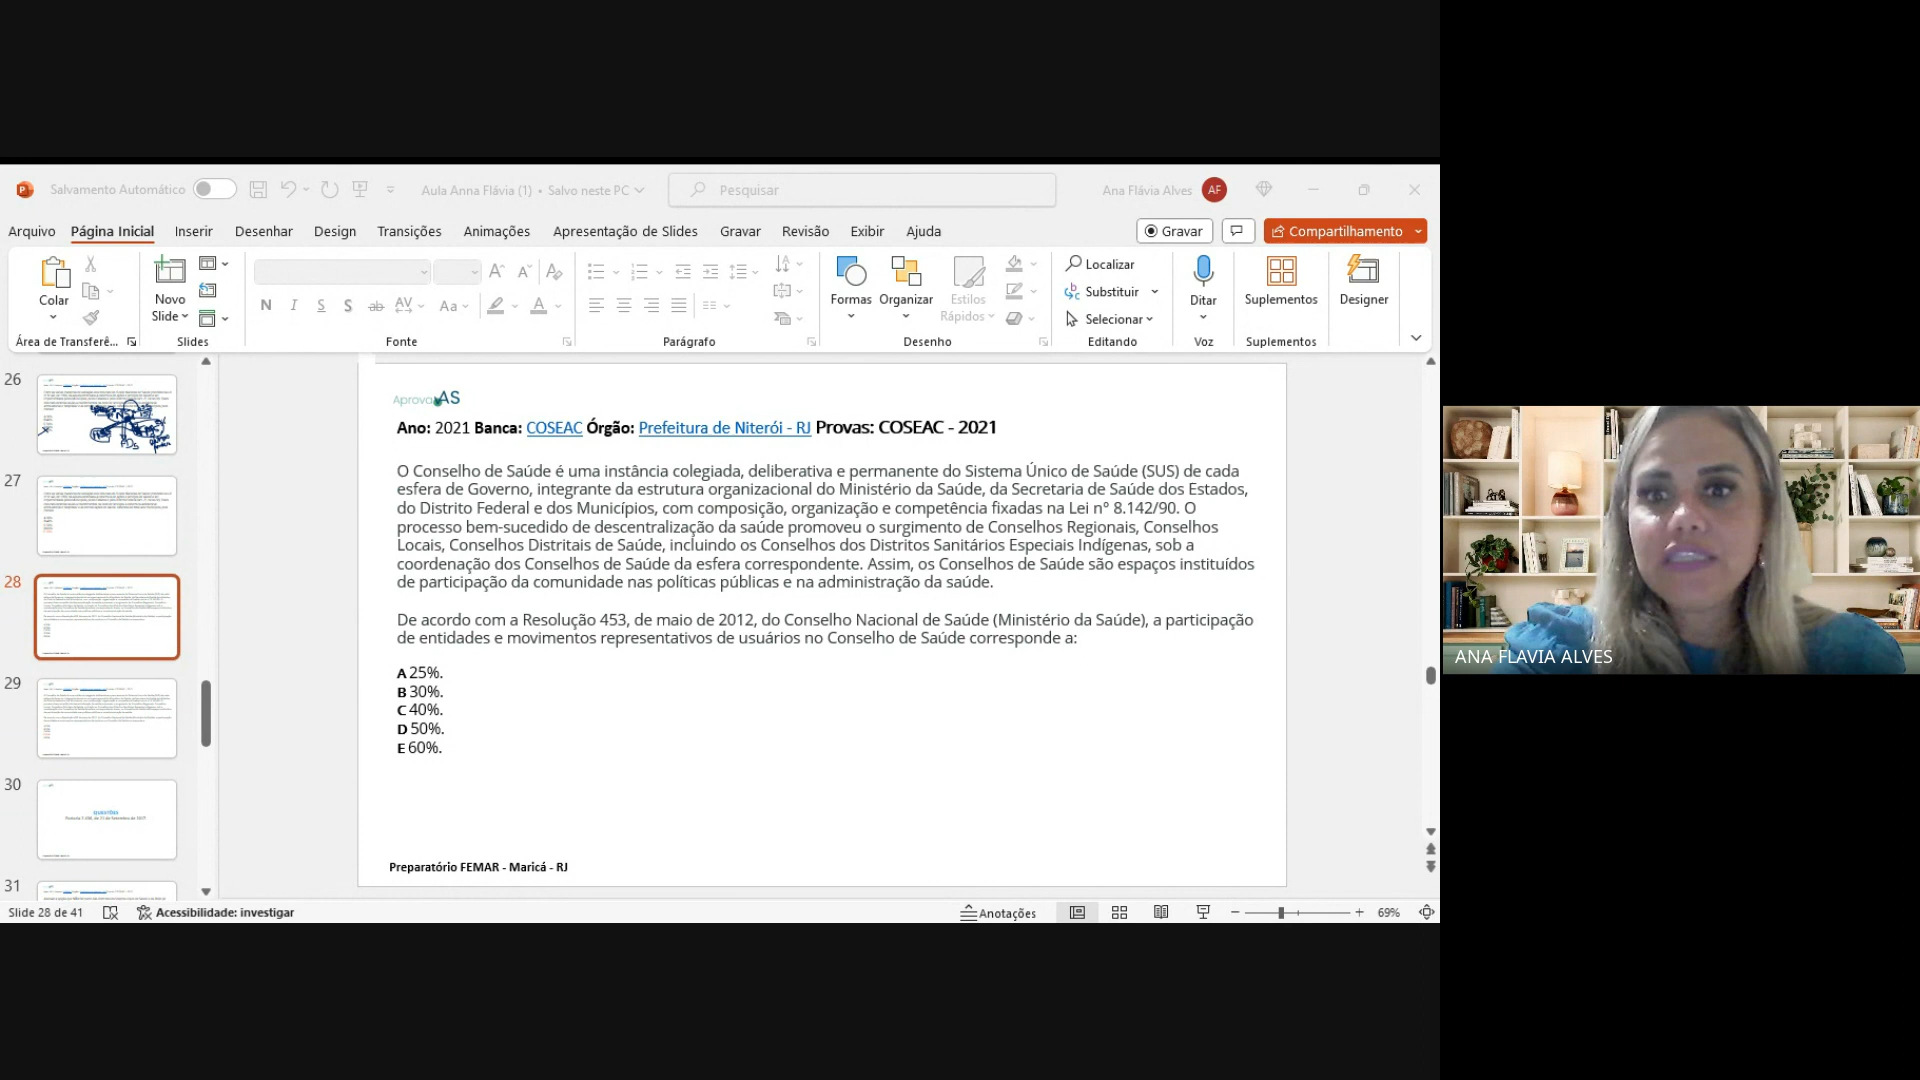 Salvamento Automático
Aula Anna Flávia (1) • Salvo neste PC
Pesquisar
Ana Flávia Alves
AF
Arquivo
Página Inicial
Inserir
Desenhar
Design
Transições
Animações
Apresentação de Slides
Gravar
Revisão
Exibir
Ajuda
Gravar
Compartilhamento
Colar
Novo
Slide
N I S S ab AV Aa A
Formas
Organizar
Estilos
Rápidos
Localizar
Substituir
Selecionar
Ditar
Suplementos
Designer
Área de Transferê...
Slides
Fonte
Parágrafo
Desenho
Editando
Voz
Suplementos
26
27
28
29
30
QUESTÕES
31
AprovaAS
Ano: 2021 Banca: COSEAC Órgão: Prefeitura de Niterói - RJ Provas: COSEAC - 2021
O Conselho de Saúde é uma instância colegiada, deliberativa e permanente do Sistema Único de Saúde (SUS) de cada
esfera de Governo, integrante da estrutura organizacional do Ministério da Saúde, da Secretaria de Saúde dos Estados,
do Distrito Federal e dos Municípios, com composição, organização e competência fixadas na Lei nº 8.142/90. O
processo bem-sucedido de descentralização da saúde promoveu o surgimento de Conselhos Regionais, Conselhos
Locais, Conselhos Distritais de Saúde, incluindo os Conselhos dos Distritos Sanitários Especiais Indígenas, sob a
coordenação dos Conselhos de Saúde da esfera correspondente. Assim, os Conselhos de Saúde são espaços instituídos
de participação da comunidade nas políticas públicas e na administração da saúde.
De acordo com a Resolução 453, de maio de 2012, do Conselho Nacional de Saúde (Ministério da Saúde), a participação
de entidades e movimentos representativos de usuários no Conselho de Saúde corresponde a:
A 25%.
B 30%.
C 40%.
D 50%.
E 60%.
Preparatório FEMAR - Maricá - RJ
ANA FLAVIA ALVES
Slide 28 de 41
Acessibilidade: investigar
Anotações
69%